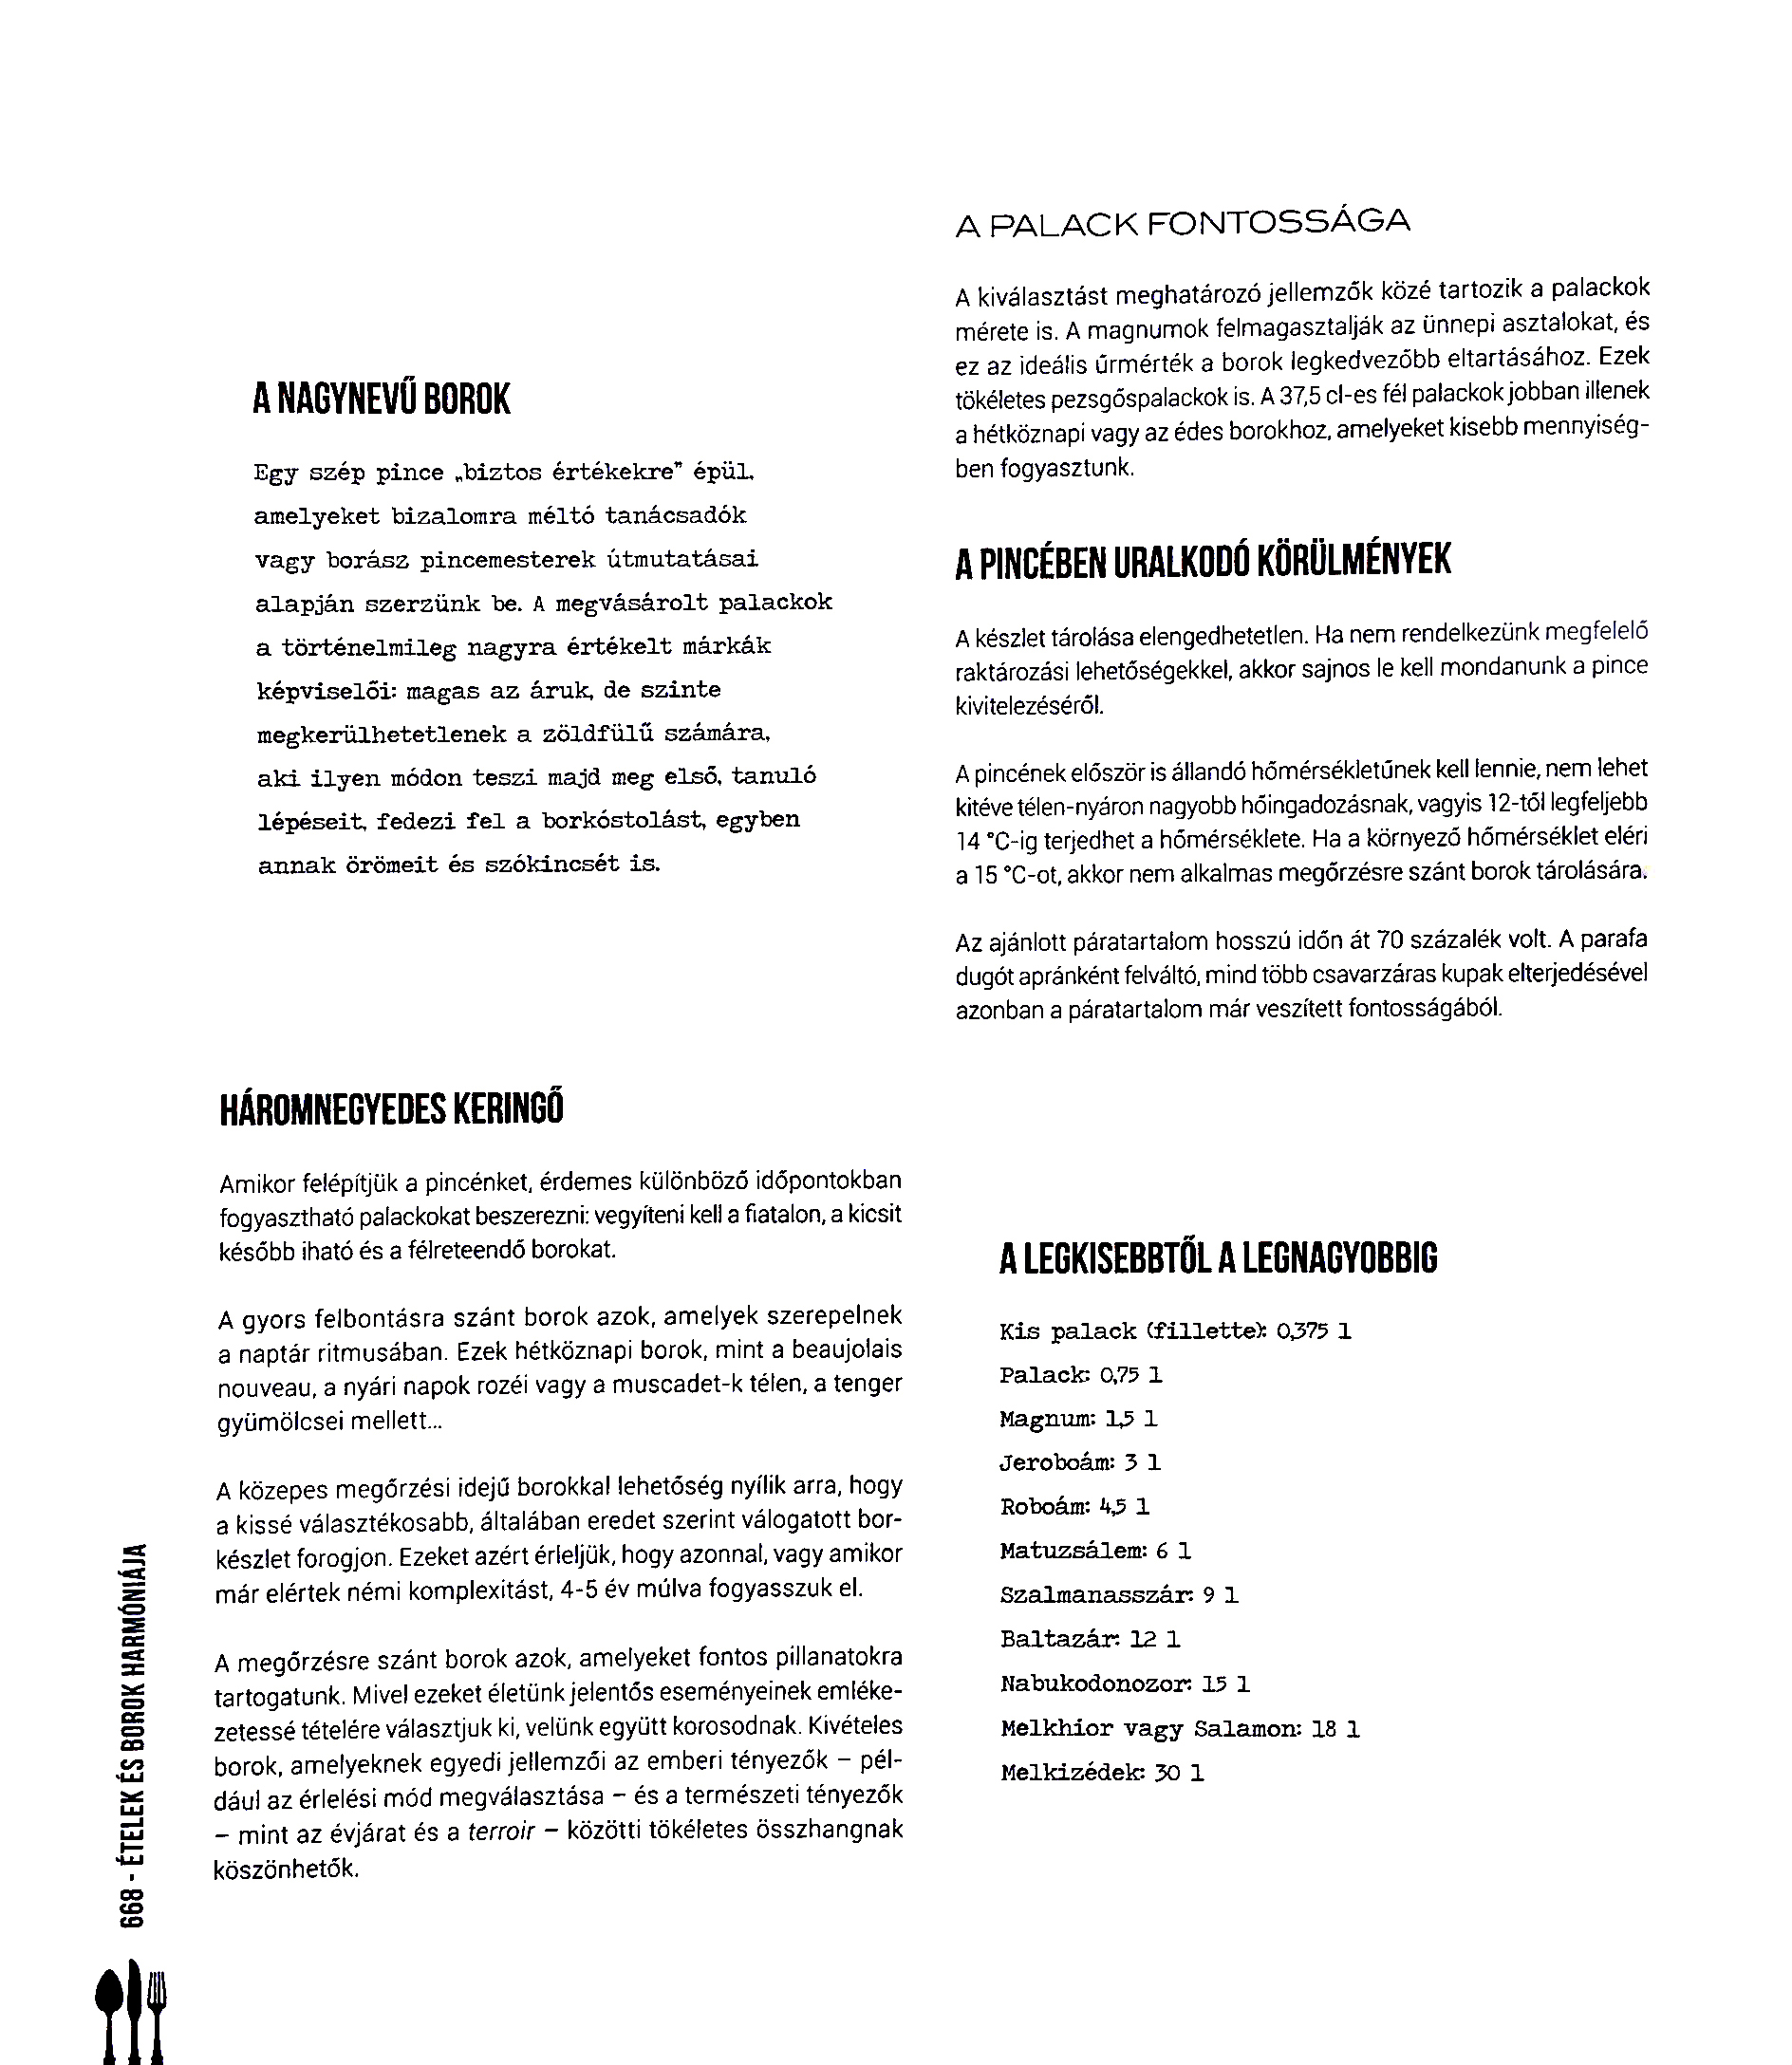 A NAGYNEVŰ BOROK
Egy szép pince „biztos értékekre” épül,
amelyeket bizalomra méltó tanácsadók
vagy borász pincemesterek útmutatásai
alapján szerzünk be. A megvásárolt palackok
a történelmileg nagyra értékelt márkák
képviselői: magas az áruk, de szinte
megkerülhetetlenek a zöldfülű számára,
aki ilyen módon teszi majd meg első, tanuló
lépéseit, fedezi fel a borkóstolást, egyben
annak örömeit és szókincsét is.
HÁROMNEGYEDES KERINGŐ
Amikor felépítjük a pincénket, érdemes különböző időpontokban
fogyasztható palackokat beszerezni: vegyíteni kell a fiatalon, a kicsit
később iható és a félreteendő borokat.
A gyors felbontásra szánt borok azok, amelyek szerepelnek
a naptár ritmusában. Ezek hétköznapi borok, mint a beaujolais
nouveau, a nyári napok rozéi vagy a muscadet-k télen, a tenger
gyümölcsei mellett...
A közepes megőrzési idejű borokkal lehetőség nyílik arra, hogy
a kissé választékosabb, általában eredet szerint válogatott bor-
készlet forogjon. Ezeket azért érleljük, hogy azonnal, vagy amikor
már elértek némi komplexitást, 4-5 év múlva fogyasszuk el.
A megőrzésre szánt borok azok, amelyeket fontos pillanatokra
tartogatunk. Mivel ezeket életünk jelentős eseményeinek emléke-
zetessé tételére választjuk ki, velünk együtt korosodnak. Kivételes
borok, amelyeknek egyedi jellemzői az emberi tényezők – pél-
dául az érlelési mód megválasztása – és a természeti tényezők
– mint az évjárat és a terroir – közötti tökéletes összhangnak
köszönhetők.
A PALACK FONTOSSÁGA
A kiválasztást meghatározó jellemzők közé tartozik a palackok
mérete is. A magnumok felmagasztalják az ünnepi asztalokat, és
ez az ideális űrmérték a borok legkedvezőbb eltartásához. Ezek
tökéletes pezsgőspalackok is. A 37,5 cl-es fél palackok jobban illenek
a hétköznapi vagy az édes borokhoz, amelyeket kisebb mennyiség-
ben fogyasztunk.
A PINCÉBEN URALKODÓ KÖRÜLMÉNYEK
A készlet tárolása elengedhetetlen. Ha nem rendelkezünk megfelelő
raktározási lehetőségekkel, akkor sajnos le kell mondanunk a pince
kivitelezéséről.
A pincének először is állandó hőmérsékletűnek kell lennie, nem lehet
kitéve télen-nyáron nagyobb hőingadozásnak, vagyis 12-től legfeljebb
14 °C-ig terjedhet a hőmérséklete. Ha a környező hőmérséklet eléri
a 15 °C-ot, akkor nem alkalmas megőrzésre szánt borok tárolására.
Az ajánlott páratartalom hosszú időn át 70 százalék volt. A parafa
dugót apránként felváltó, mind több csavarzáras kupak elterjedésével
azonban a páratartalom már veszített fontosságából.
A LEGKISEBBTŐL A LEGNAGYOBBIG
Kis palack (fillette): 0,375 l
Palack: 0,75 l
Magnum: 1,5 l
Jeroboám: 3 l
Roboám: 4,5 l
Matuzsálem: 6 l
Szalmanasszár: 9 l
Baltazár: 12 l
Nabukodonozor: 15 l
Melkhior vagy Salamon: 18 l
Melkizédek: 30 l
668 - ÉTELEK ÉS BOROK HARMÓNIÁJA